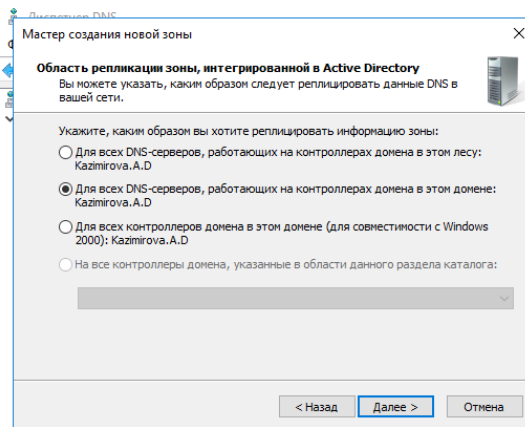 Диспетчер DNS
Мастер создания новой зоны
Область репликации зоны, интегрированной в Active Directory
Вы можете указать, каким образом следует реплицировать данные DNS в
вашей сети.
Укажите, каким образом вы хотите реплицировать информацию зоны:
Для всех DNS-серверов, работающих на контроллерах домена в этом лесу:
Kazimirova.A.D
Для всех DNS-серверов, работающих на контроллерах домена в этом домене:
Kazimirova.A.D
Для всех контроллеров домена в этом домене (для совместимости с Windows
2000): Kazimirova.A.D
На все контроллеры домена, указанные в области данного раздела каталога:
< Назад Далее > Отмена